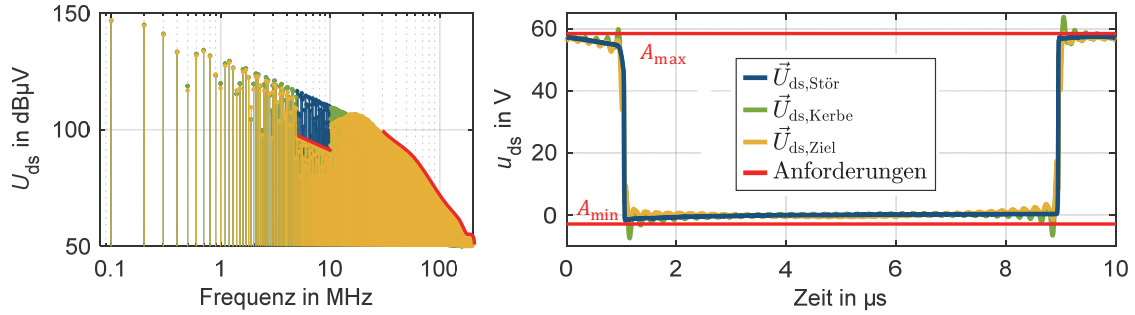 U_ds in dBµV
150
100
50
0.1
1
10
100
Frequenz in MHz
u_ds in V
60
40
20
0
0
2
4
6
8
10
Zeit in µs
A_max
A_min
U⃗_ds,Stör
U⃗_ds,Kerbe
U⃗_ds,Ziel
Anforderungen